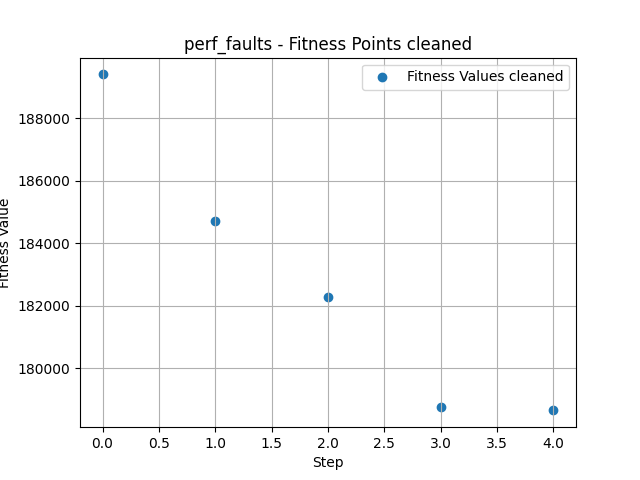 perf_faults - Fitness Points cleaned
Fitness Values cleaned
188000
186000
184000
182000
180000
Fitness Value
0.0 0.5 1.0 1.5 2.0 2.5 3.0 3.5 4.0
Step